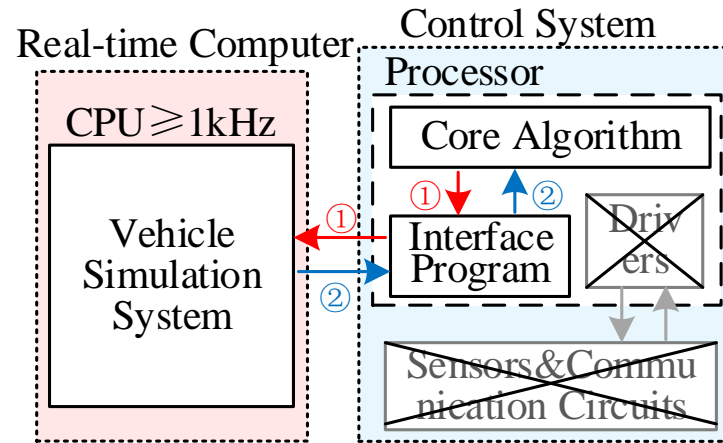 Real-time Computer
Control System
Processor
CPU≥1kHz
Core Algorithm
① ②
①
②
Vehicle
Simulation
System
Interface
Program
Driv
ers
Sensors&Commu
nication Circuits